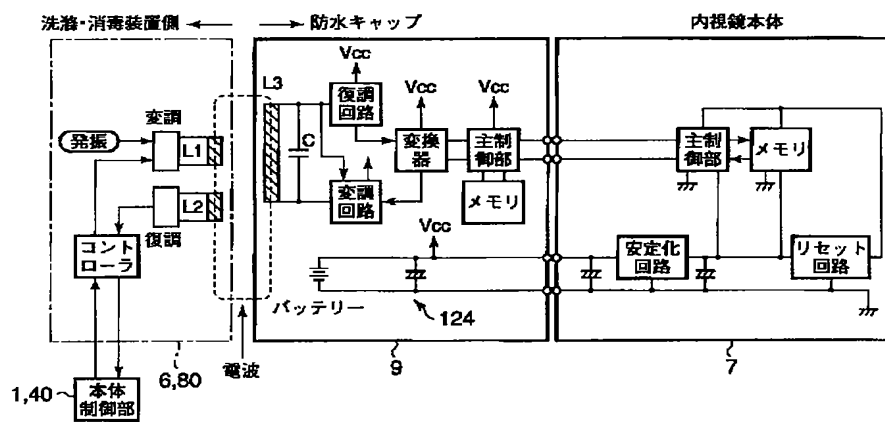 洗滌・消毒装置側
防水キャップ
内視鏡本体
Vcc
L3
復調
回路
Vcc
Vcc
変調
発振
L1
C
変換
器
主制
御部
主制
御部
メモリ
L2
変調
回路
メモリ
復調
コント
ローラ
Vcc
安定化
回路
リセット
回路
バッテリー
124
電波
6,80
9
7
1,40
本体
制御部